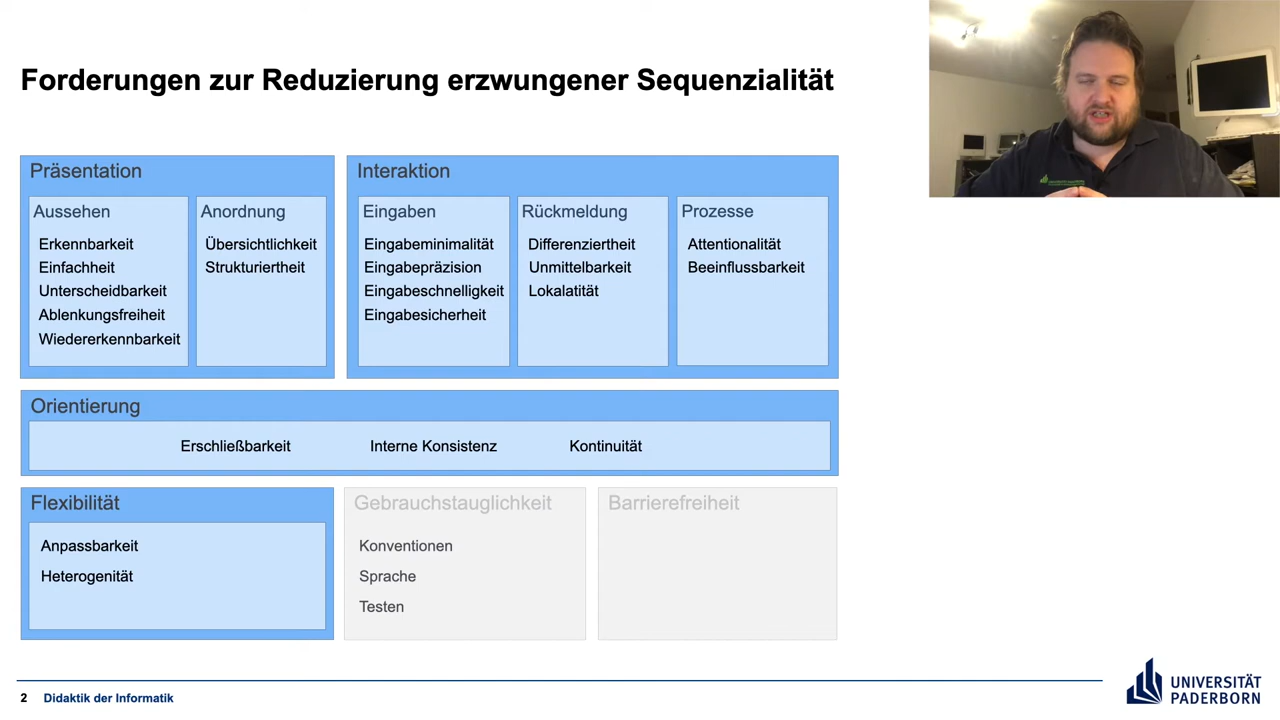 Forderungen zur Reduzierung erzwungener Sequenzialität
Präsentation
Aussehen
Erkennbarkeit
Einfachheit
Unterscheidbarkeit
Ablenkungsfreiheit
Wiedererkennbarkeit
Anordnung
Übersichtlichkeit
Strukturiertheit
Interaktion
Eingaben
Eingabeminimalität
Eingabepräzision
Eingabeschnelligkeit
Eingabesicherheit
Rückmeldung
Differenziertheit
Unmittelbarkeit
Lokalatität
Prozesse
Attentionalität
Beeinflussbarkeit
Orientierung
Erschließbarkeit
Interne Konsistenz
Kontinuität
Flexibilität
Anpassbarkeit
Heterogenität
Gebrauchstauglichkeit
Konventionen
Sprache
Testen
Barrierefreiheit
2 Didaktik der Informatik
UNIVERSITÄT
PADERBORN